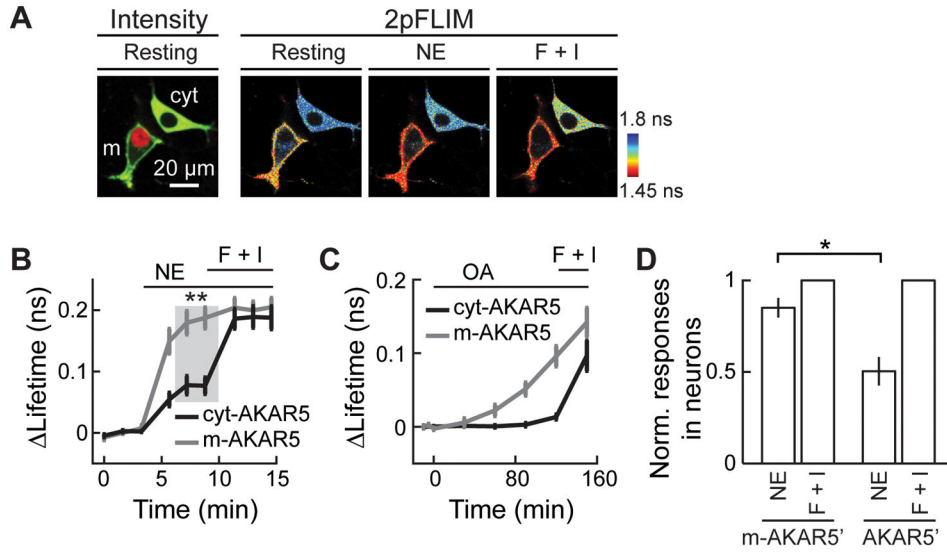 A
Intensity
2pFLIM
Resting
Resting
NE
F + I
cyt
m
20 μm
1.8 ns
1.45 ns
B
F + I
NE
**
ΔLifetime (ns)
0.2
0.1
0
cyt-AKAR5
m-AKAR5
0
5
10
15
Time (min)
C
F + I
OA
cyt-AKAR5
m-AKAR5
ΔLifetime (ns)
0.2
0.1
0
0
80
160
Time (min)
D
*
Norm. responses
in neurons
1
0.5
0
NE
F + I
NE
F + I
m-AKAR5'
AKAR5'